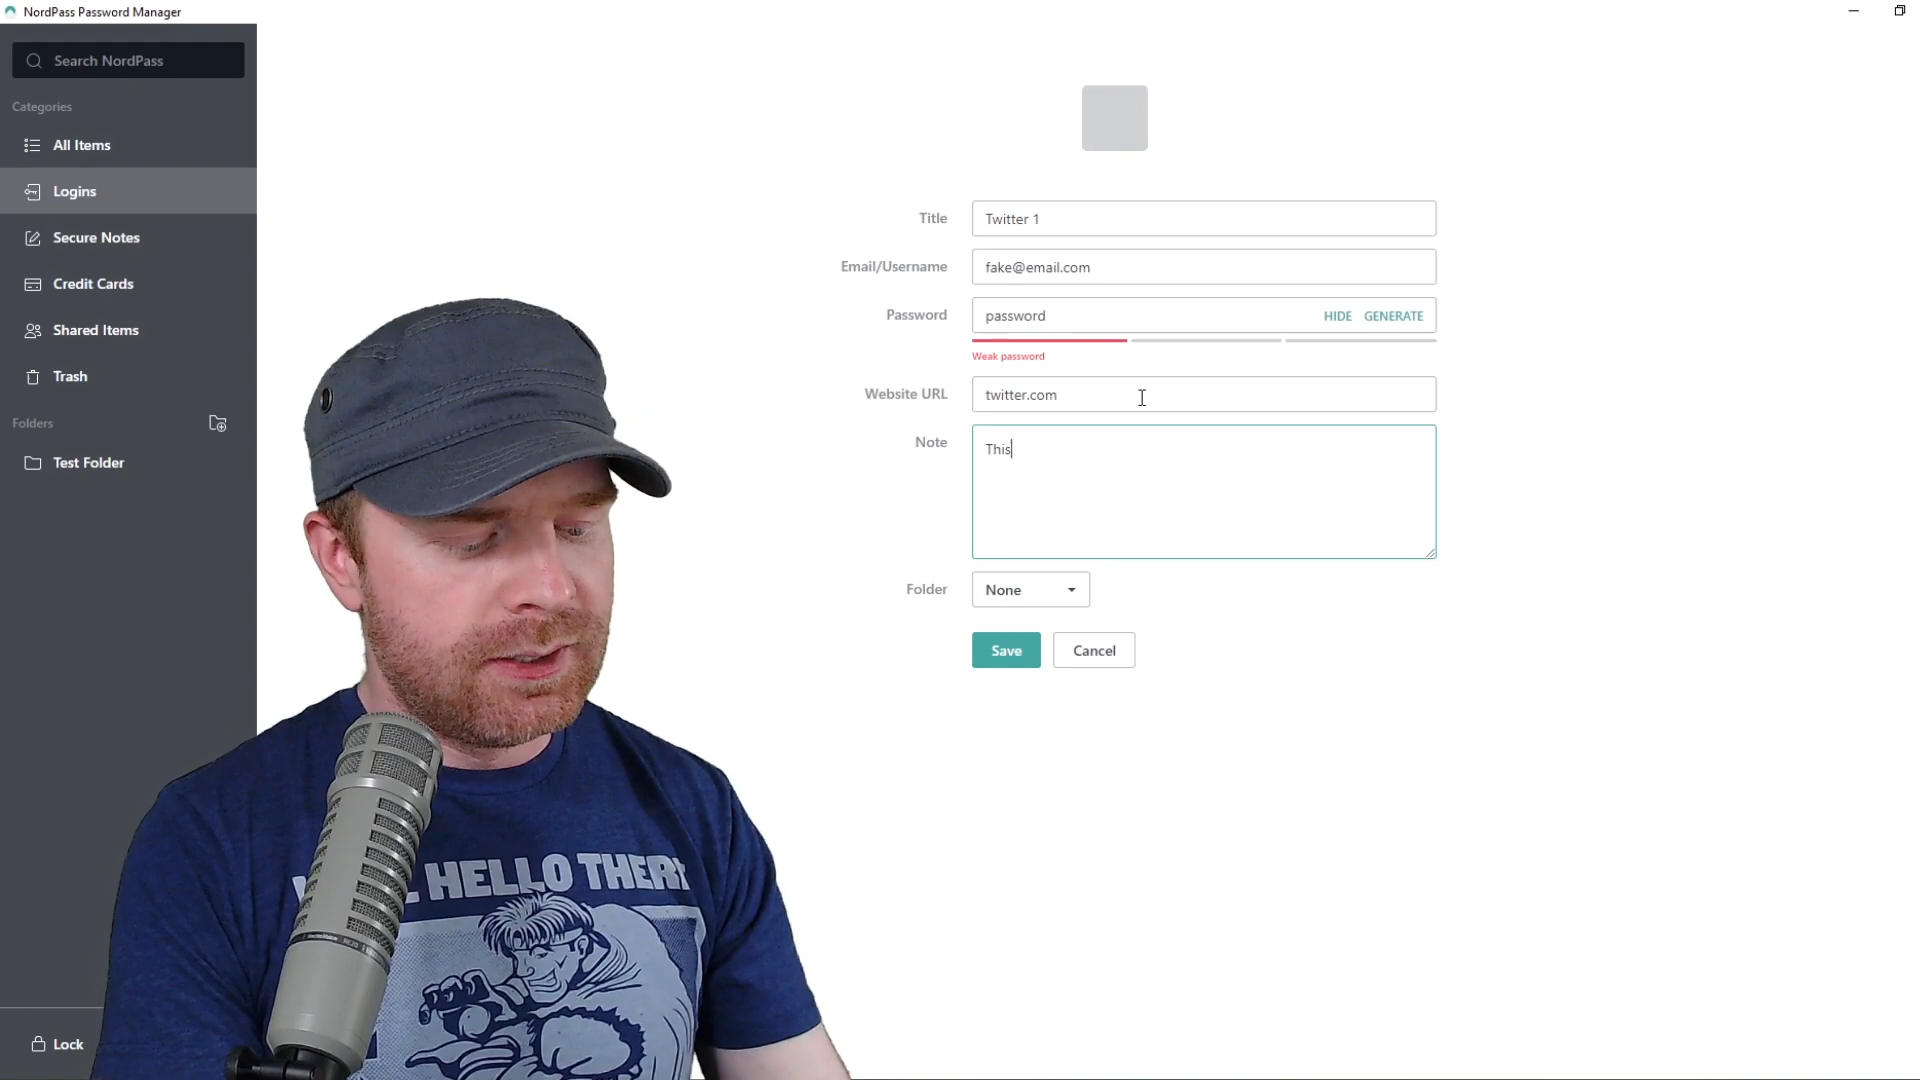 NordPass Password Manager
Search NordPass
Categories
All Items
Logins
Secure Notes
Credit Cards
Shared Items
Trash
Folders
Test Folder
Lock
Title
Twitter 1
Email/Username
fake@email.com
Password
password
HIDE GENERATE
Weak password
Website URL
twitter.com
Note
This
Folder
None
Save
Cancel
HELLO THERE